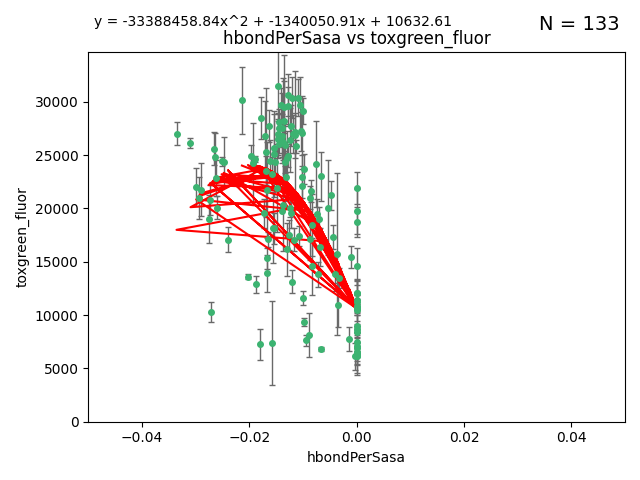 y = -33388458.84x^2 + -1340050.91x + 10632.61
N = 133
hbondPerSasa vs toxgreen_fluor
30000
25000
20000
15000
10000
5000
0
toxgreen_fluor
−0.04
−0.02
0.00
0.02
0.04
hbondPerSasa